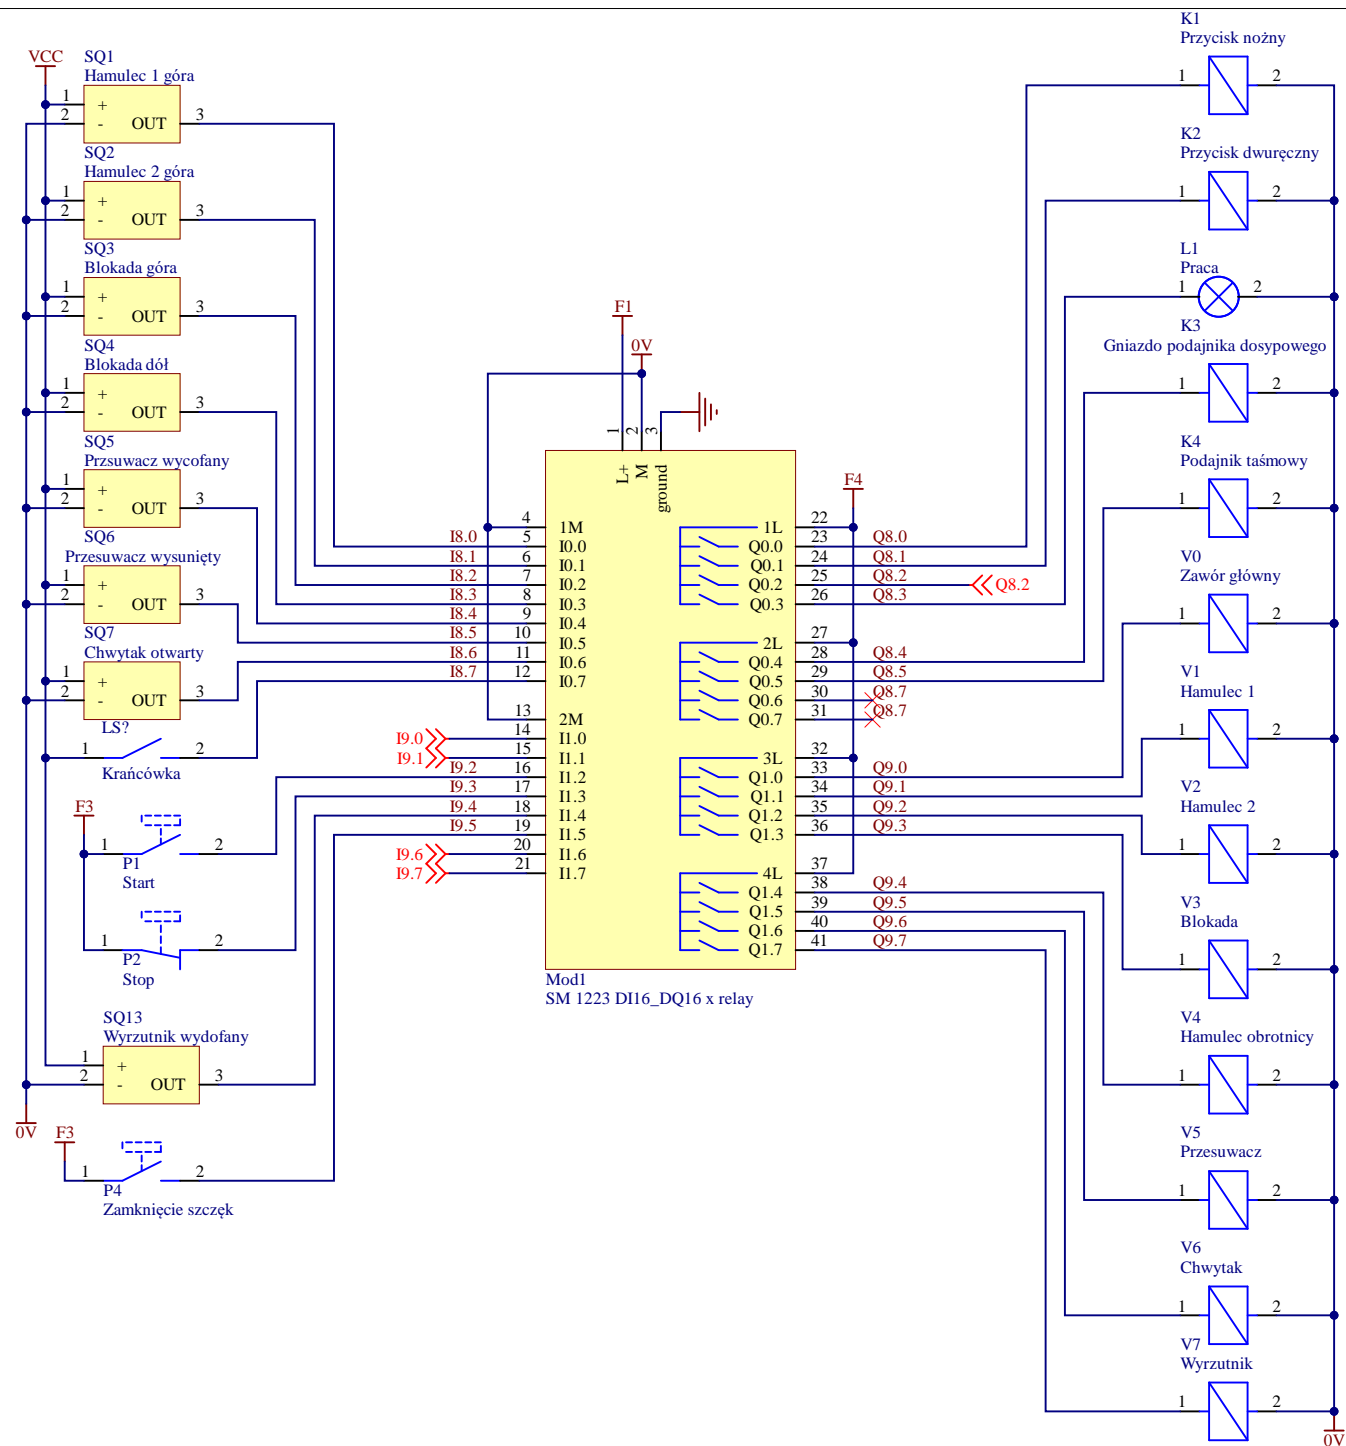 VCC
SQ1
Hamulec 1 góra
1
2
+
-
OUT
3
SQ2
Hamulec 2 góra
1
2
+
-
OUT
3
SQ3
Blokada góra
1
2
+
-
OUT
3
SQ4
Blokada dół
1
2
+
-
OUT
3
SQ5
Przsuwacz wycofany
1
2
+
-
OUT
3
SQ6
Przesuwacz wysunięty
1
2
+
-
OUT
3
SQ7
Chwytak otwarty
1
2
+
-
OUT
3
LS?
1
2
Krańcówka
F3
1
2
P1
Start
1
2
P2
Stop
SQ13
Wyrzutnik wydofany
1
2
+
-
OUT
3
0V
F3
1
2
P4
Zamknięcie szczęk
F1
0V
1
2
3
L+
M
ground
4
1M
I8.0
5
I0.0
I8.1
6
I0.1
I8.2
7
I0.2
I8.3
8
I0.3
I8.4
9
I0.4
I8.5
10
I0.5
I8.6
11
I0.6
I8.7
12
I0.7
13
2M
I9.0
14
I1.0
I9.1
15
I1.1
I9.2
16
I1.2
I9.3
17
I1.3
I9.4
18
I1.4
I9.5
19
I1.5
I9.6
20
I1.6
I9.7
21
I1.7
F4
1L
22
Q0.0
23
Q8.0
Q0.1
24
Q8.1
Q0.2
25
Q8.2
Q8.2
Q0.3
26
Q8.3
2L
27
Q0.4
28
Q8.4
Q0.5
29
Q8.5
Q0.6
30
Q8.7
Q0.7
31
Q8.7
3L
32
Q1.0
33
Q9.0
Q1.1
34
Q9.1
Q1.2
35
Q9.2
Q1.3
36
Q9.3
4L
37
Q1.4
38
Q9.4
Q1.5
39
Q9.5
Q1.6
40
Q9.6
Q1.7
41
Q9.7
Mod1
SM 1223 DI16_DQ16 x relay
K1
Przycisk nożny
1
2
K2
Przycisk dwuręczny
1
2
L1
Praca
1
2
K3
Gniazdo podajnika dosypowego
1
2
K4
Podajnik taśmowy
1
2
V0
Zawór główny
1
2
V1
Hamulec 1
1
2
V2
Hamulec 2
1
2
V3
Blokada
1
2
V4
Hamulec obrotnicy
1
2
V5
Przesuwacz
1
2
V6
Chwytak
1
2
V7
Wyrzutnik
1
2
0V